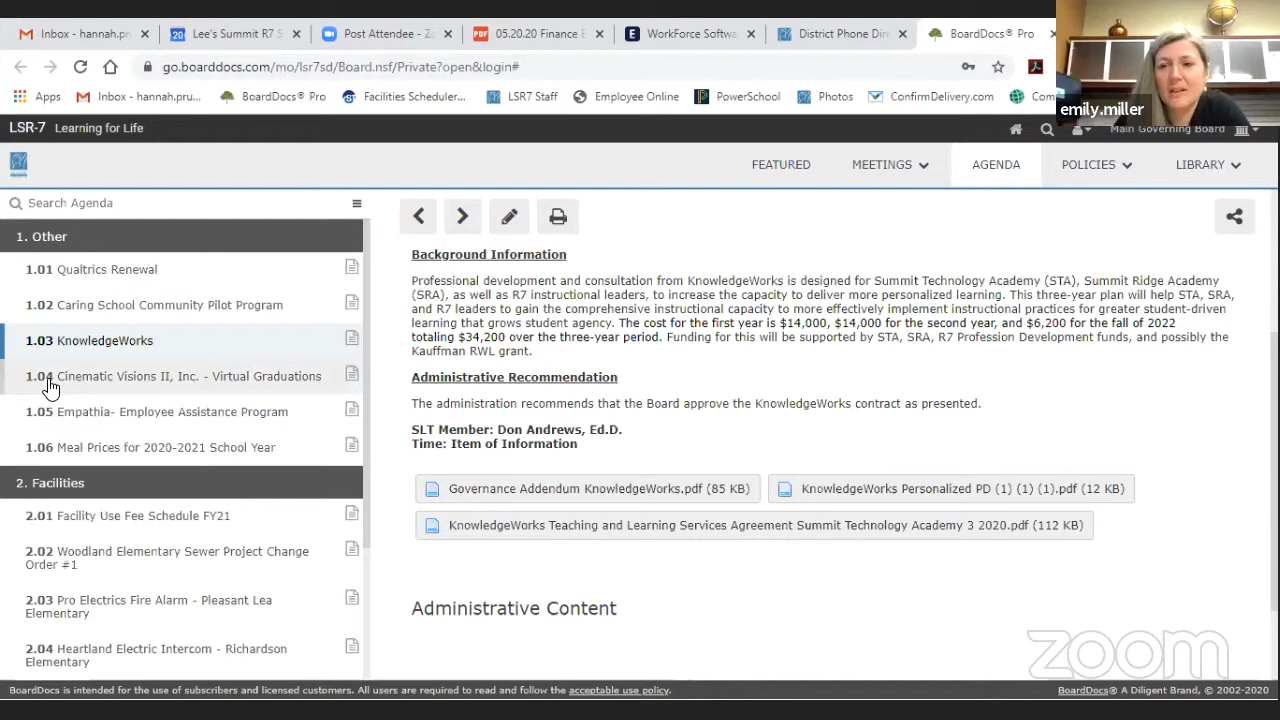 Inbox - hannah.pru
Lee's Summit R7 S
Post Attendee - Zo
05.20.20 Finance E
WorkForce Softwa
District Phone Dire
BoardDocs® Pro
go.boarddocs.com/mo/lsr7sd/Board.nsf/Private?open&login#
Apps
Inbox - hannah.pru...
BoardDocs® Pro
Facilities Scheduler...
LSR7 Staff
Employee Online
PowerSchool
Photos
ConfirmDelivery.com
Com
emily.miller
LSR-7 Learning for Life
Main Governing Board
FEATURED
MEETINGS
AGENDA
POLICIES
LIBRARY
Search Agenda
1. Other
1.01 Qualtrics Renewal
1.02 Caring School Community Pilot Program
1.03 KnowledgeWorks
1.04 Cinematic Visions II, Inc. - Virtual Graduations
1.05 Empathia- Employee Assistance Program
1.06 Meal Prices for 2020-2021 School Year
2. Facilities
2.01 Facility Use Fee Schedule FY21
2.02 Woodland Elementary Sewer Project Change
Order #1
2.03 Pro Electrics Fire Alarm - Pleasant Lea
Elementary
2.04 Heartland Electric Intercom - Richardson
Elementary
Background Information
Professional development and consultation from KnowledgeWorks is designed for Summit Technology Academy (STA), Summit Ridge Academy
(SRA), as well as R7 instructional leaders, to increase the capacity to deliver more personalized learning. This three-year plan will help STA, SRA,
and R7 leaders to gain the comprehensive instructional capacity to more effectively implement instructional practices for greater student-driven
learning that grows student agency. The cost for the first year is $14,000, $14,000 for the second year, and $6,200 for the fall of 2022
totaling $34,200 over the three-year period. Funding for this will be supported by STA, SRA, R7 Profession Development funds, and possibly the
Kauffman RWL grant.
Administrative Recommendation
The administration recommends that the Board approve the KnowledgeWorks contract as presented.
SLT Member: Don Andrews, Ed.D.
Time: Item of Information
Governance Addendum KnowledgeWorks.pdf (85 KB)
KnowledgeWorks Personalized PD (1) (1) (1).pdf (12 KB)
KnowledgeWorks Teaching and Learning Services Agreement Summit Technology Academy 3 2020.pdf (112 KB)
Administrative Content
zoom
BoardDocs is intended for the use of subscribers and licensed customers. All users are required to read and follow the acceptable use policy.
BoardDocs® A Diligent Brand, © 2002-2020